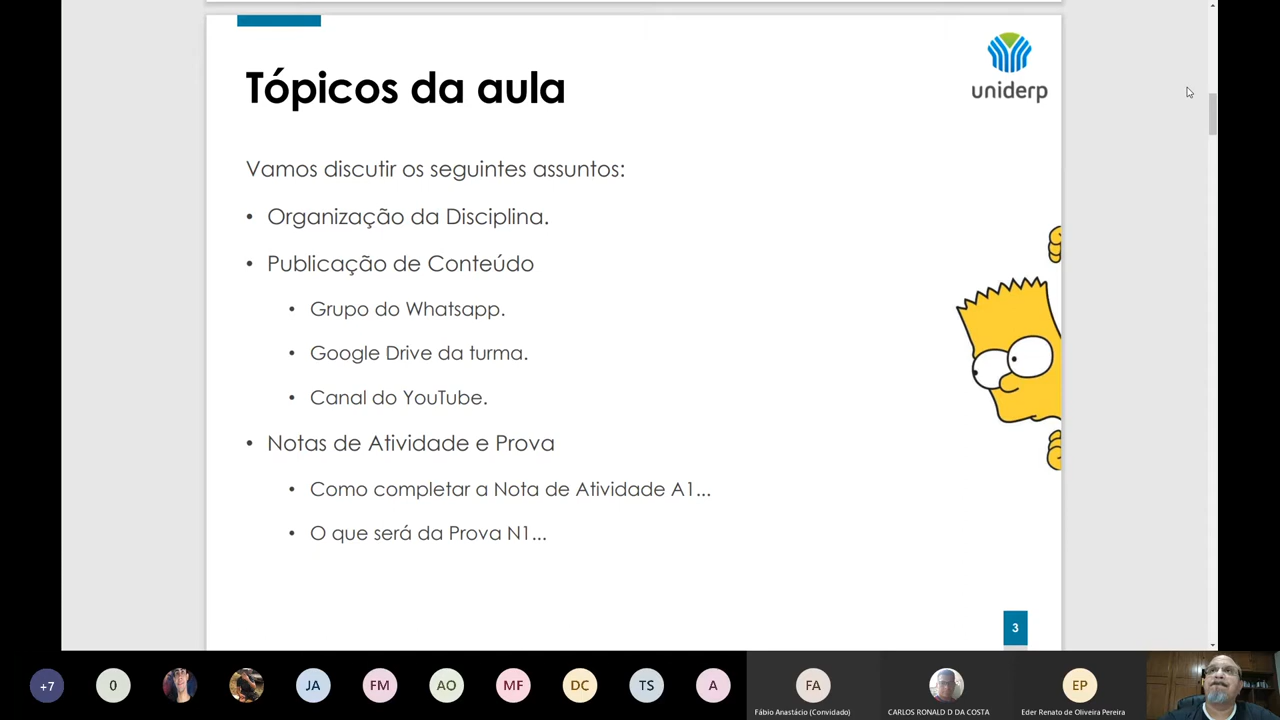 Tópicos da aula
uniderp
Vamos discutir os seguintes assuntos:
• Organização da Disciplina.
• Publicação de Conteúdo
• Grupo do Whatsapp.
• Google Drive da turma.
• Canal do YouTube.
• Notas de Atividade e Prova
• Como completar a Nota de Atividade A1...
• O que será da Prova N1...
3
+7
0
JA
FM
AO
MF
DC
TS
A
FA
EP
Fábio Anastácio (Convidado)
CARLOS RONALD D DA COSTA
Eder Renato de Oliveira Pereira